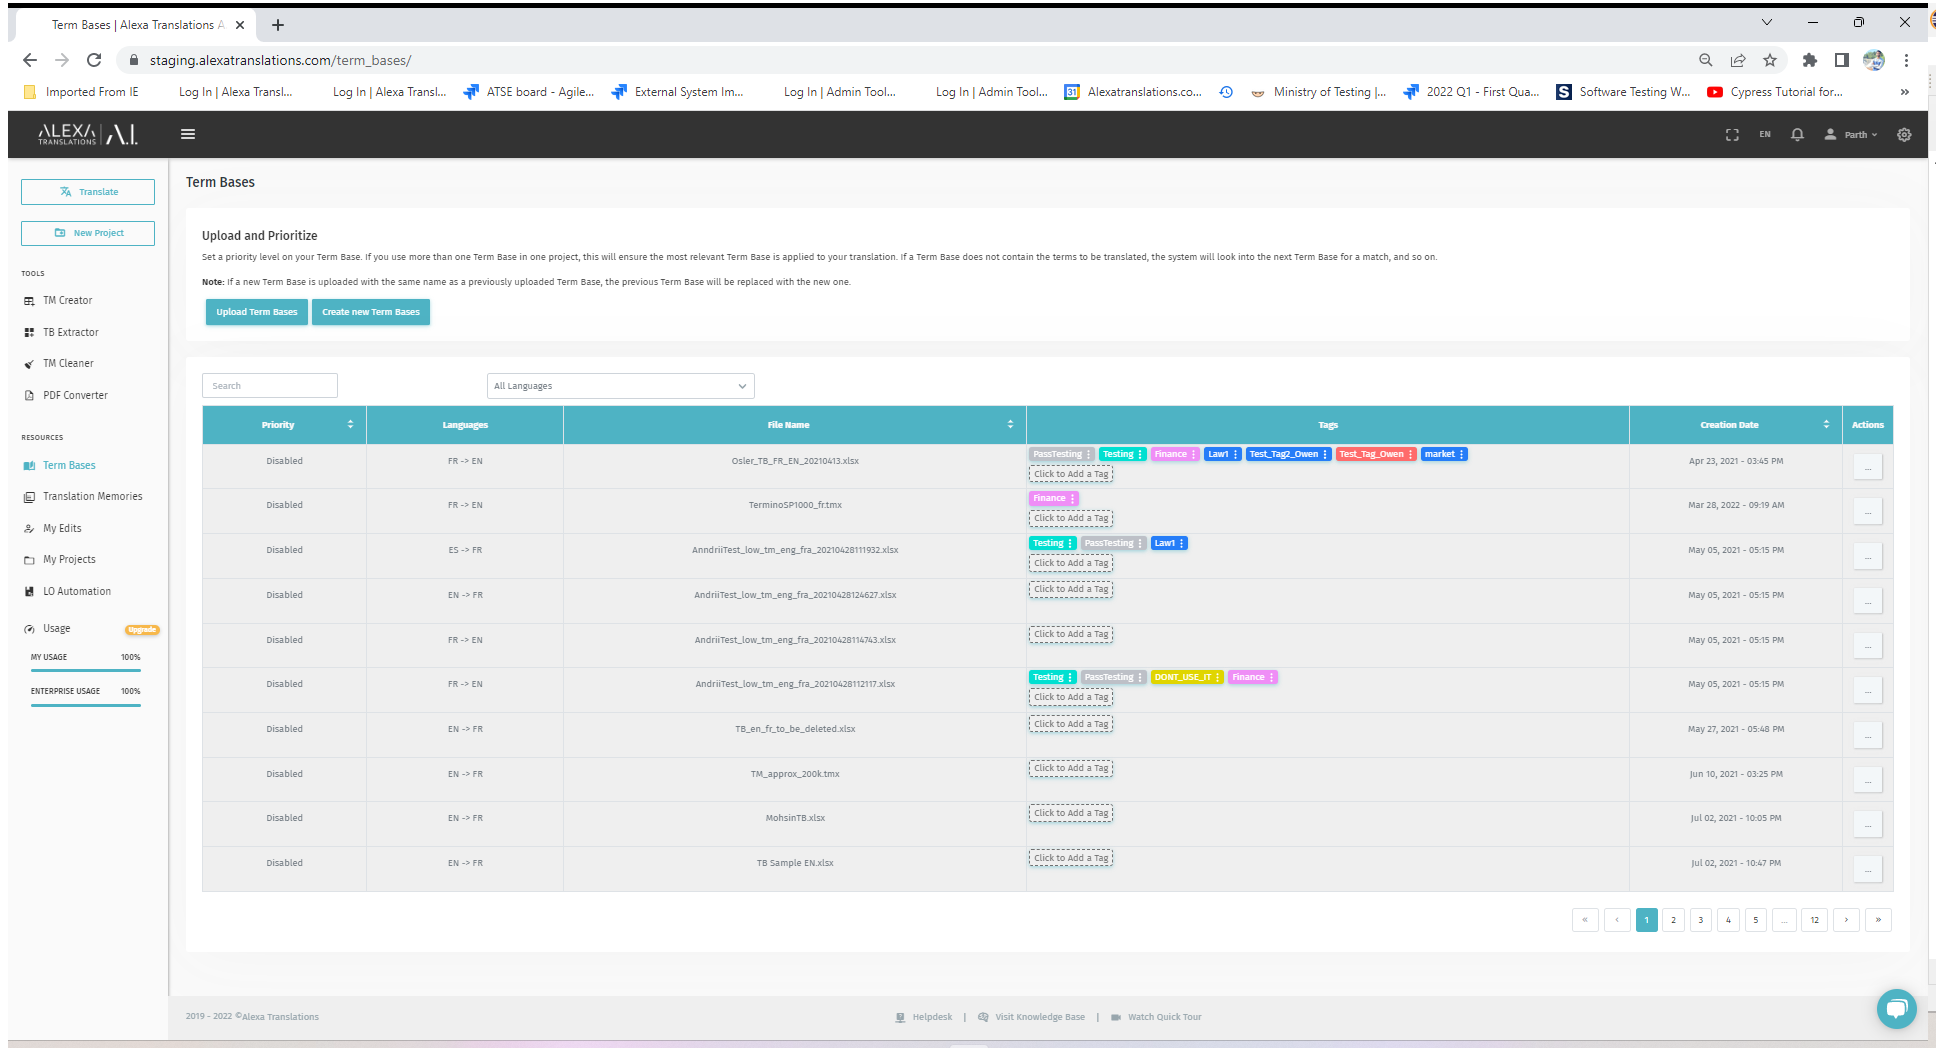 Term Bases | Alexa Translations A
staging.alexatranslations.com/term_bases/
Imported From IE Log In | Alexa Transl... Log In | Alexa Transl... ATSE board - Agile... External System Im... Log In | Admin Tool... Log In | Admin Tool... Alexatranslations.co... Ministry of Testing |... 2022 Q1 - First Qua... Software Testing W... Cypress Tutorial for... »
ALEXA TRANSLATIONS A.I. EN Parth
Translate
New Project
TOOLS
TM Creator
TB Extractor
TM Cleaner
PDF Converter
RESOURCES
Term Bases
Translation Memories
My Edits
My Projects
LO Automation
Usage Upgrade
MY USAGE 100%
ENTERPRISE USAGE 100%
Term Bases
Upload and Prioritize
Set a priority level on your Term Base. If you use more than one Term Base in one project, this will ensure the most relevant Term Base is applied to your translation. If a Term Base does not contain the terms to be translated, the system will look into the next Term Base for a match, and so on.
Note: If a new Term Base is uploaded with the same name as a previously uploaded Term Base, the previous Term Base will be replaced with the new one.
Upload Term Bases Create new Term Bases
Search All Languages
Priority Languages File Name Tags Creation Date Actions
Disabled FR -> EN Osler_TB_FR_EN_20210413.xlsx PassTesting Testing Finance Law1 Test_Tag2_Owen Test_Tag_Owen market Apr 23, 2021 - 03:45 PM ...
Click to Add a Tag
Disabled FR -> EN TerminoSP1000_fr.tmx Finance Mar 28, 2022 - 09:19 AM ...
Click to Add a Tag
Disabled ES -> FR AnndriiTest_low_tm_eng_fra_20210428111932.xlsx Testing PassTesting Law1 May 05, 2021 - 05:15 PM ...
Click to Add a Tag
Disabled EN -> FR AndriiTest_low_tm_eng_fra_20210428124627.xlsx Click to Add a Tag May 05, 2021 - 05:15 PM ...
Disabled FR -> EN AndriiTest_low_tm_eng_fra_20210428114743.xlsx Click to Add a Tag May 05, 2021 - 05:15 PM ...
Disabled FR -> EN AndriiTest_low_tm_eng_fra_20210428112117.xlsx Testing PassTesting DONT_USE_IT Finance May 05, 2021 - 05:15 PM ...
Click to Add a Tag
Disabled EN -> FR TB_en_fr_to_be_deleted.xlsx Click to Add a Tag May 27, 2021 - 05:48 PM ...
Disabled EN -> FR TM_approx_200k.tmx Click to Add a Tag Jun 10, 2021 - 03:25 PM ...
Disabled EN -> FR MohsinTB.xlsx Click to Add a Tag Jul 02, 2021 - 10:05 PM ...
Disabled EN -> FR TB Sample EN.xlsx Click to Add a Tag Jul 02, 2021 - 10:47 PM ...
« ‹ 1 2 3 4 5 ... 12 › »
2019 - 2022 ©Alexa Translations Helpdesk | Visit Knowledge Base | Watch Quick Tour